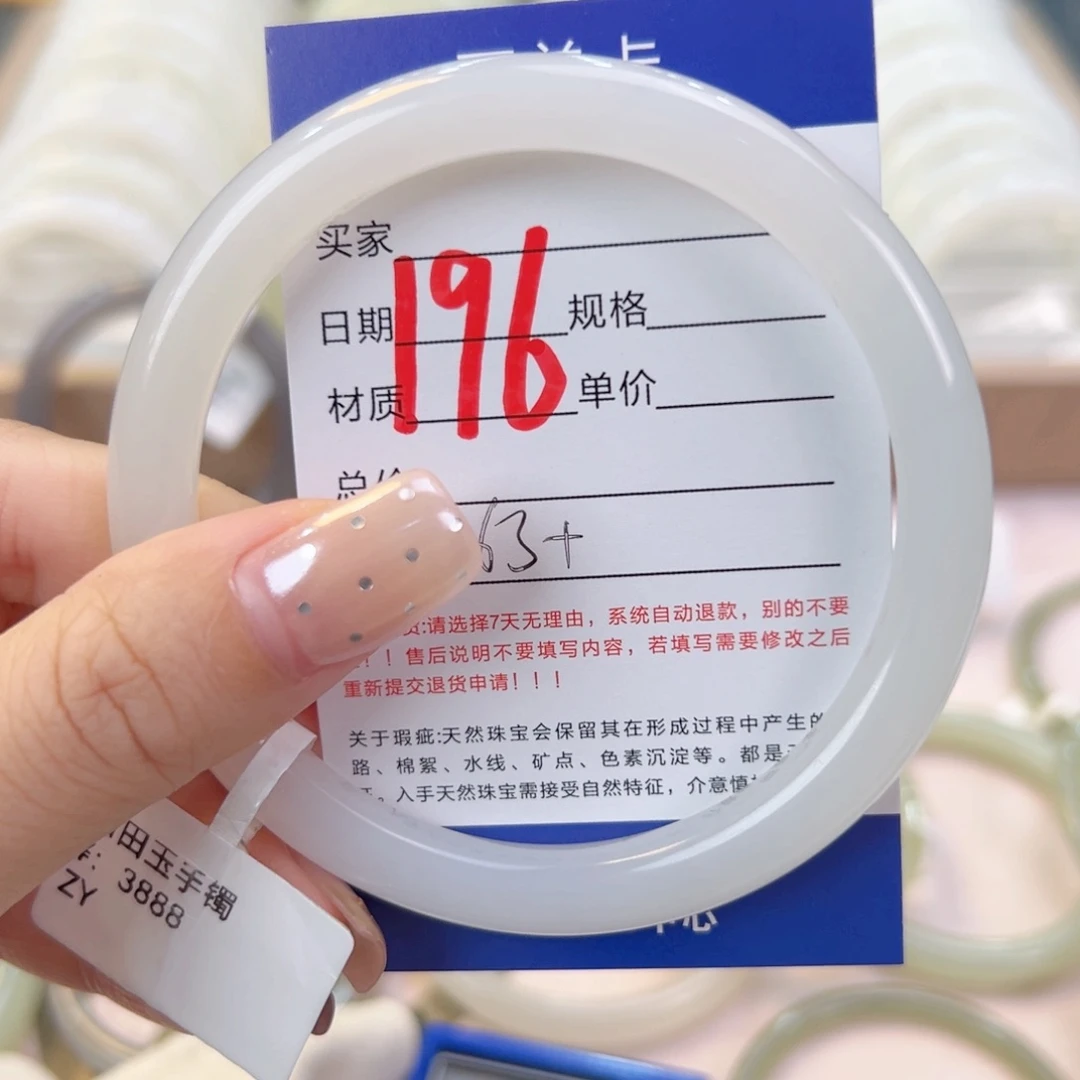 买家
196
日期 规格
材质 单价
总价
63+
货:请选择7天无理由，系统自动退款，别的不要
！！售后说明不要填写内容，若填写需要修改之后
重新提交退货申请！！！
关于瑕疵:天然珠宝会保留其在形成过程中产生的
路、棉絮、水线、矿点、色素沉淀等。都是
。入手天然珠宝需接受自然特征，介意慎
田玉手镯
: 3888
ZY